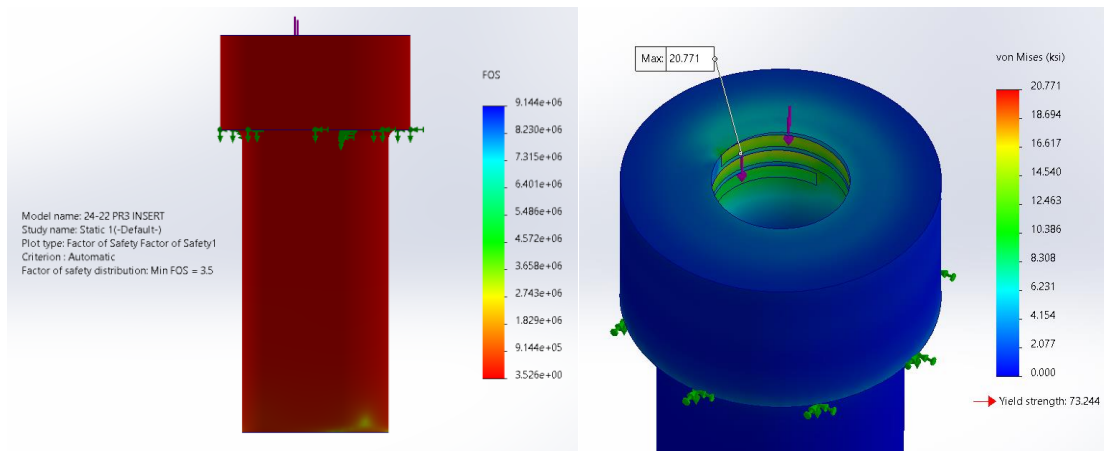 FOS
9.144e+06
8.230e+06
7.315e+06
6.401e+06
5.486e+06
4.572e+06
3.658e+06
2.743e+06
1.829e+06
9.144e+05
3.526e+00
Model name: 24-22 PR3 INSERT
Study name: Static 1(-Default-)
Plot type: Factor of Safety Factor of Safety1
Criterion : Automatic
Factor of safety distribution: Min FOS = 3.5
Max: 20.771
von Mises (ksi)
20.771
18.694
16.617
14.540
12.463
10.386
8.308
6.231
4.154
2.077
0.000
Yield strength: 73.244